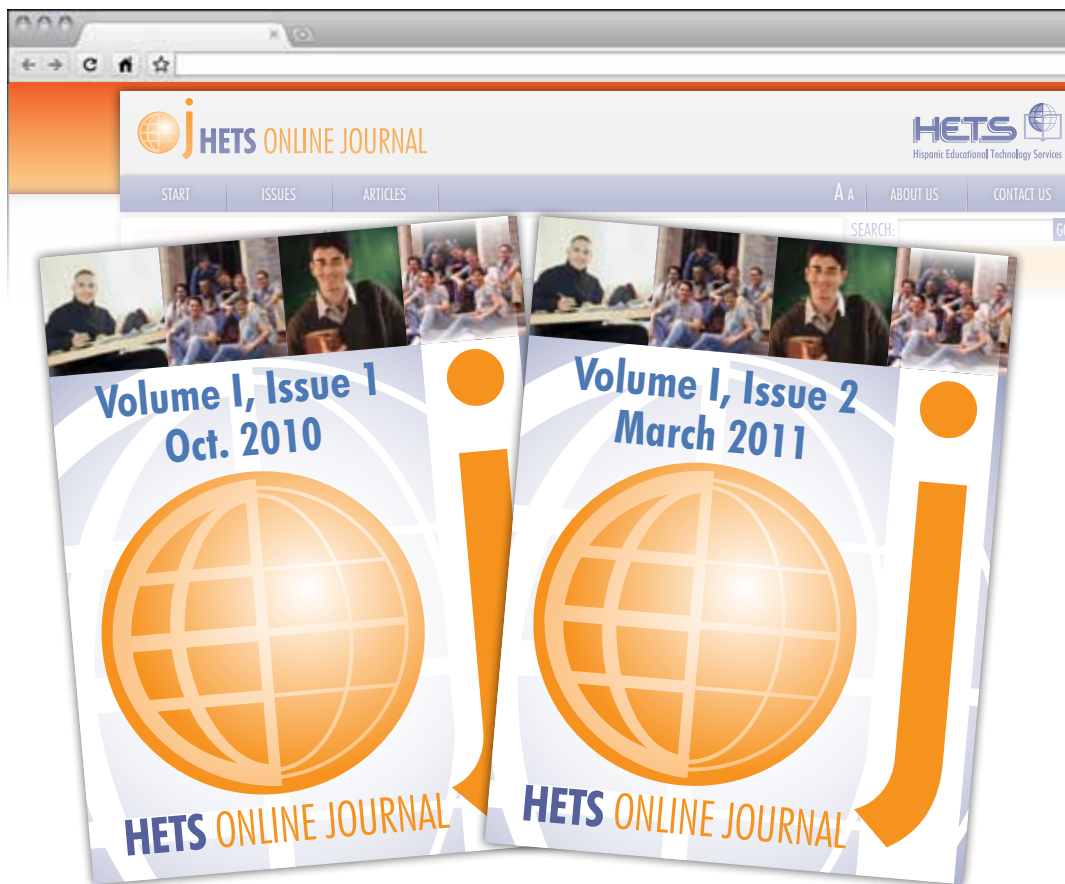 j HETS ONLINE JOURNAL
HETS
Hispanic Educational Technology Services
START ISSUES ARTICLES A A ABOUT US CONTACT US
SEARCH:
Volume I, Issue 1
Oct. 2010
j
HETS ONLINE JOURNAL
Volume I, Issue 2
March 2011
j
HETS ONLINE JOURNAL